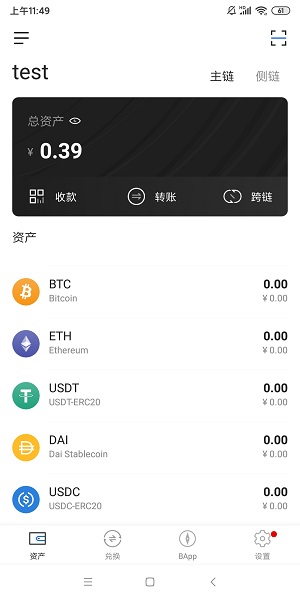 上午11:49
61
test
主链 侧链
总资产
¥ 0.39
收款 转账 跨链
资产
BTC 0.00
Bitcoin ¥ 0.00
ETH 0.00
Ethereum ¥ 0.00
USDT 0.00
USDT-ERC20 ¥ 0.00
DAI 0.00
Dai Stablecoin ¥ 0.00
USDC 0.00
USDC-ERC20 ¥ 0.00
资产 兑换 BApp 设置